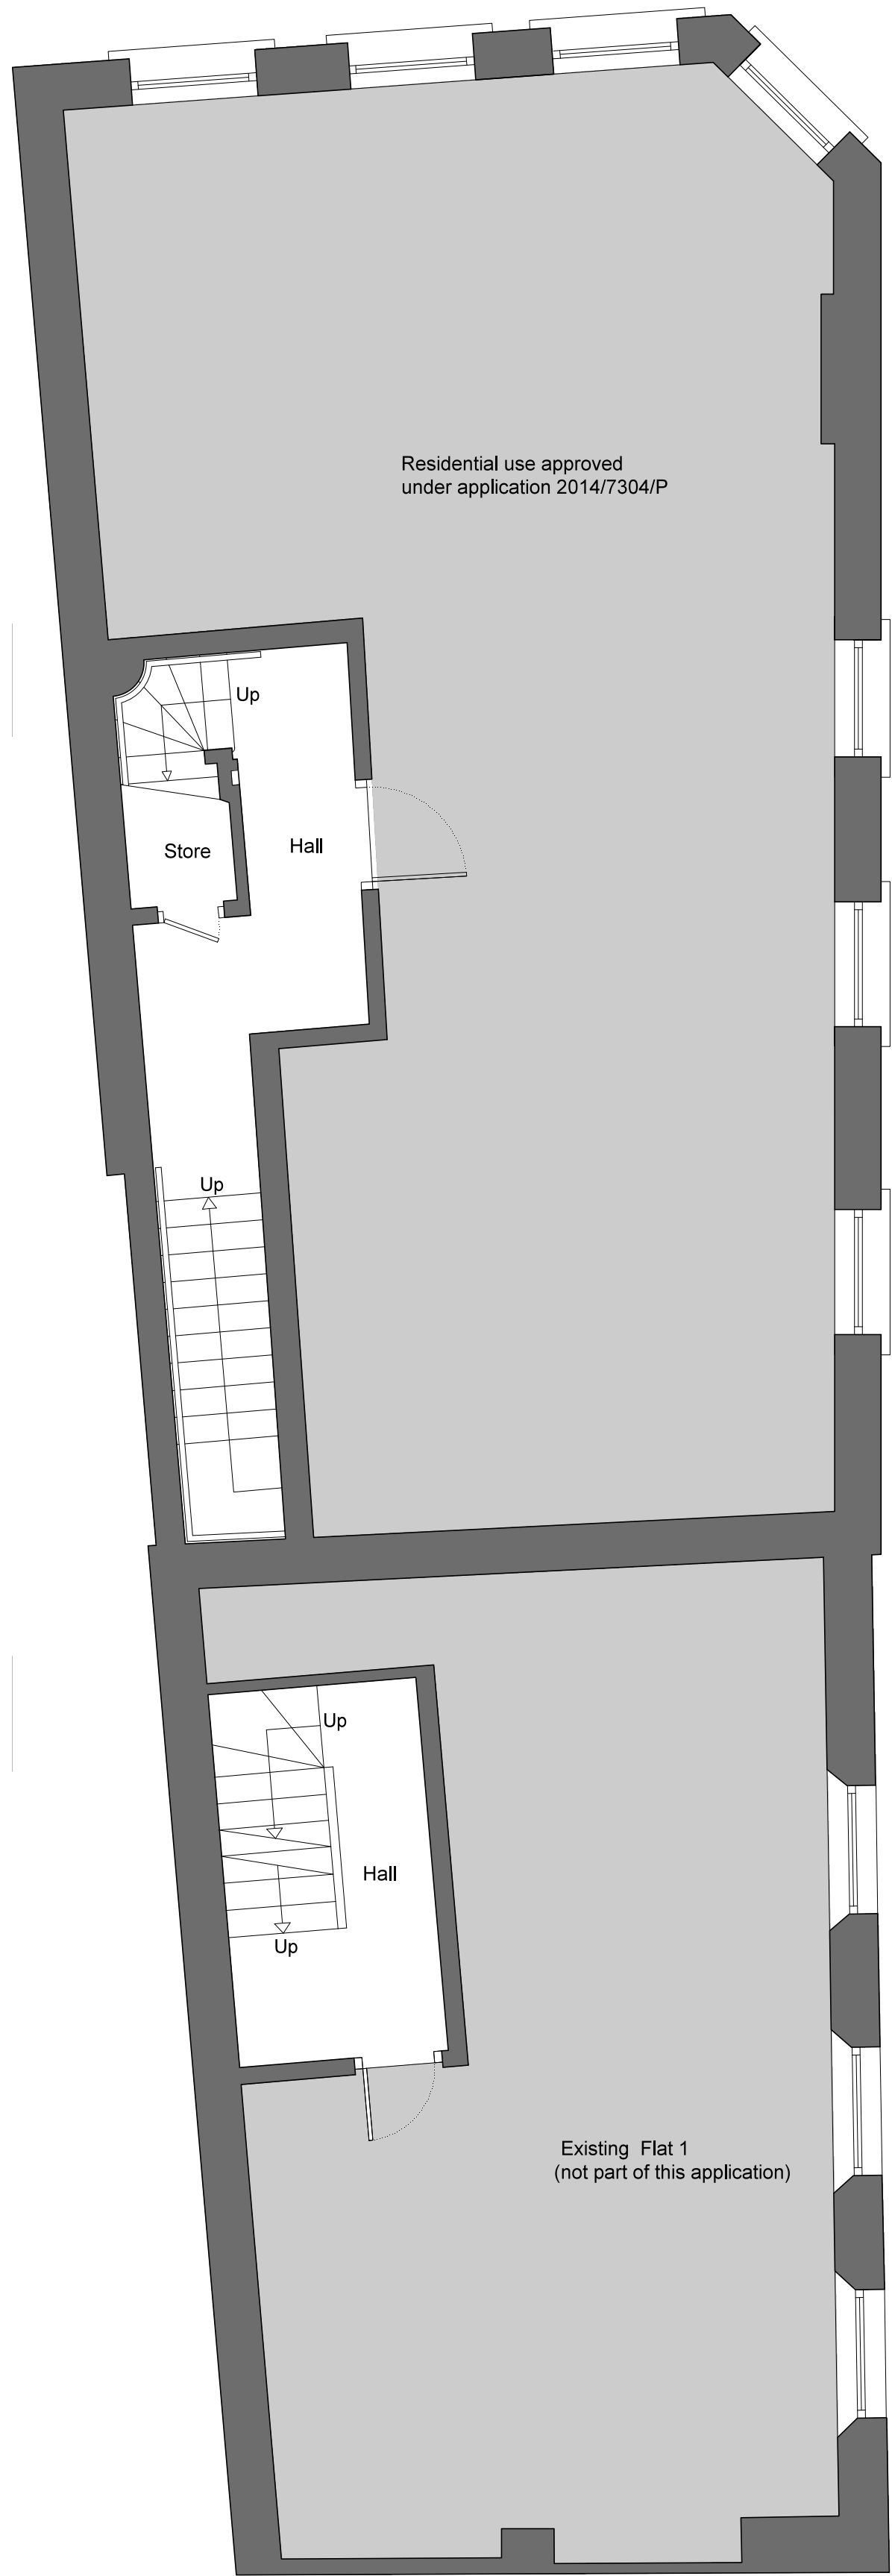 Residential use approved
under application 2014/7304/P
Up
Store
Hall
Up
Up
Hall
Up
Existing Flat 1
(not part of this application)